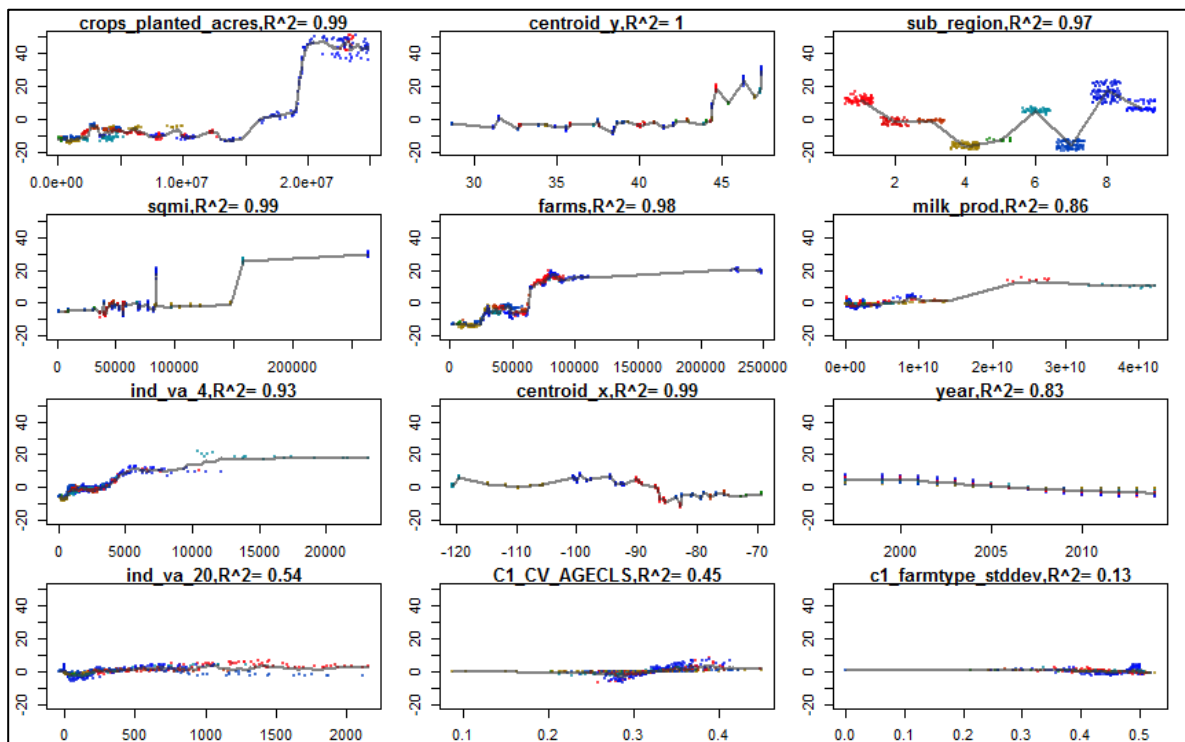 crops_planted_acres,R^2= 0.99 centroid_y,R^2= 1 sub_region,R^2= 0.97
-20 0 20 40 -20 0 20 40 -20 0 20 40
0.0e+00 1.0e+07 2.0e+07 30 35 40 45 2 4 6 8
sqmi,R^2= 0.99 farms,R^2= 0.98 milk_prod,R^2= 0.86
-20 0 20 40 -20 0 20 40 -20 0 20 40
0 50000 100000 200000 0 50000 100000 150000 200000 250000 0e+00 1e+10 2e+10 3e+10 4e+10
ind_va_4,R^2= 0.93 centroid_x,R^2= 0.99 year,R^2= 0.83
-20 0 20 40 -20 0 20 40 -20 0 20 40
0 5000 10000 15000 20000 -120 -110 -100 -90 -80 -70 2000 2005 2010
ind_va_20,R^2= 0.54 C1_CV_AGECLS,R^2= 0.45 c1_farmtype_stddev,R^2= 0.13
-20 0 20 40 -20 0 20 40 -20 0 20 40
0 500 1000 1500 2000 0.1 0.2 0.3 0.4 0.0 0.1 0.2 0.3 0.4 0.5